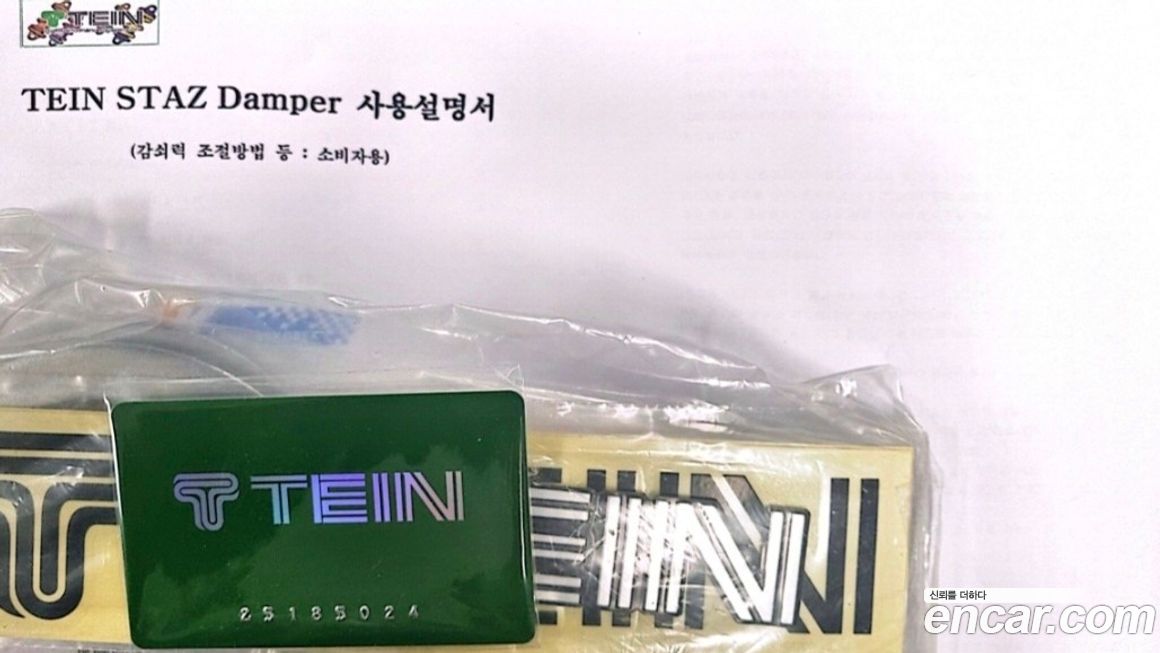 TEIN
TEIN STAZ Damper 사용설명서
(감쇠력 조절방법 등 : 소비자용)
TEIN
25185024
TEIN
신뢰를 더하다
encar.com